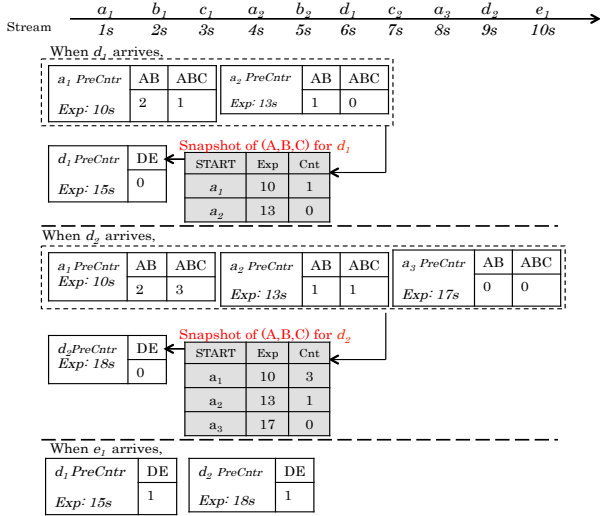 a1 b1 c1 a2 b2 d1 c2 a3 d2 e1
Stream 1s 2s 3s 4s 5s 6s 7s 8s 9s 10s
When d1 arrives,
a1 PreCntr AB ABC
Exp: 10s 2 1
a2 PreCntr AB ABC
Exp: 13s 1 0
Snapshot of (A,B,C) for d1
d1 PreCntr DE
Exp: 15s 0
START Exp Cnt
a1 10 1
a2 13 0
When d2 arrives,
a1 PreCntr AB ABC
Exp: 10s 2 3
a2 PreCntr AB ABC
Exp: 13s 1 1
a3 PreCntr AB ABC
Exp: 17s 0 0
Snapshot of (A,B,C) for d2
d2PreCntr DE
Exp: 18s 0
START Exp Cnt
a1 10 3
a2 13 1
a3 17 0
When e1 arrives,
d1 PreCntr DE
Exp: 15s 1
d2 PreCntr DE
Exp: 18s 1